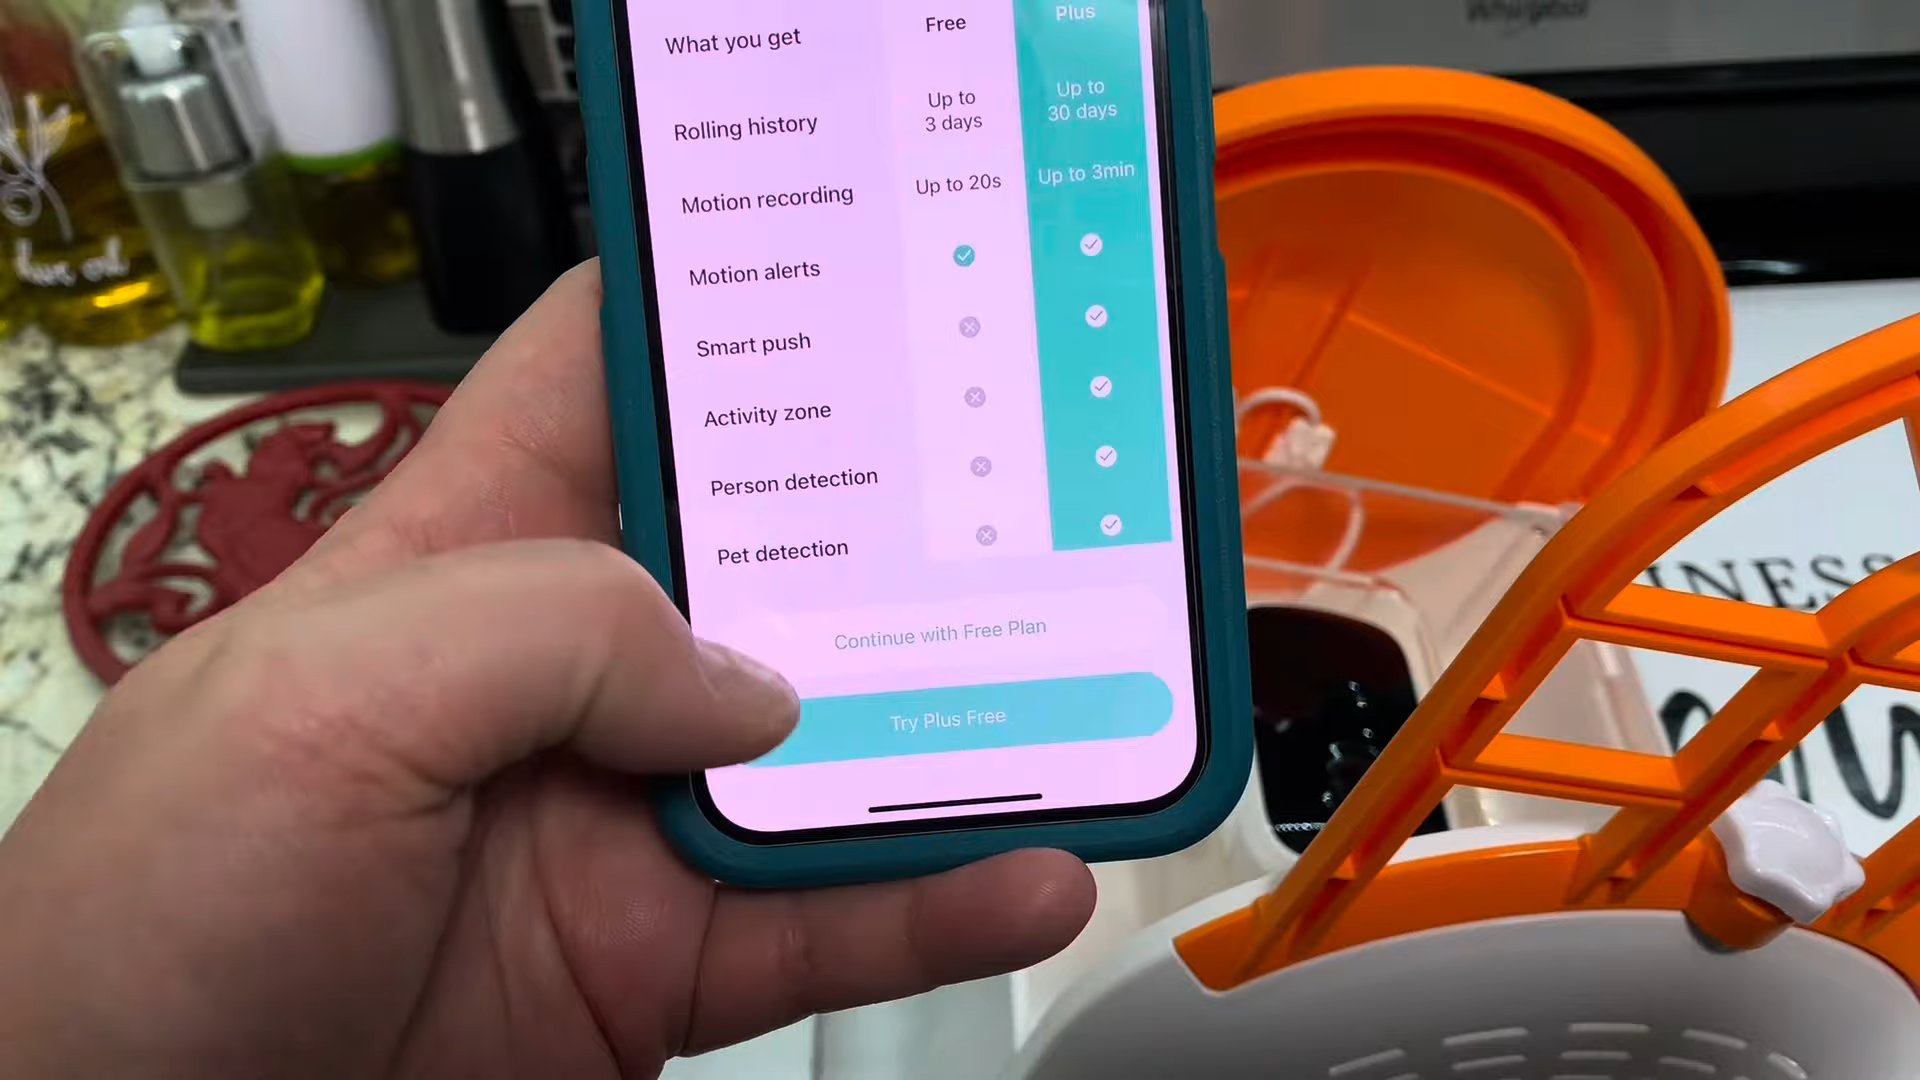 Whirlpool
What you get Free Plus
Rolling history Up to 3 days Up to 30 days
Motion recording Up to 20s Up to 3min
Motion alerts
Smart push
Activity zone
Person detection
Pet detection
Continue with Free Plan
Try Plus Free